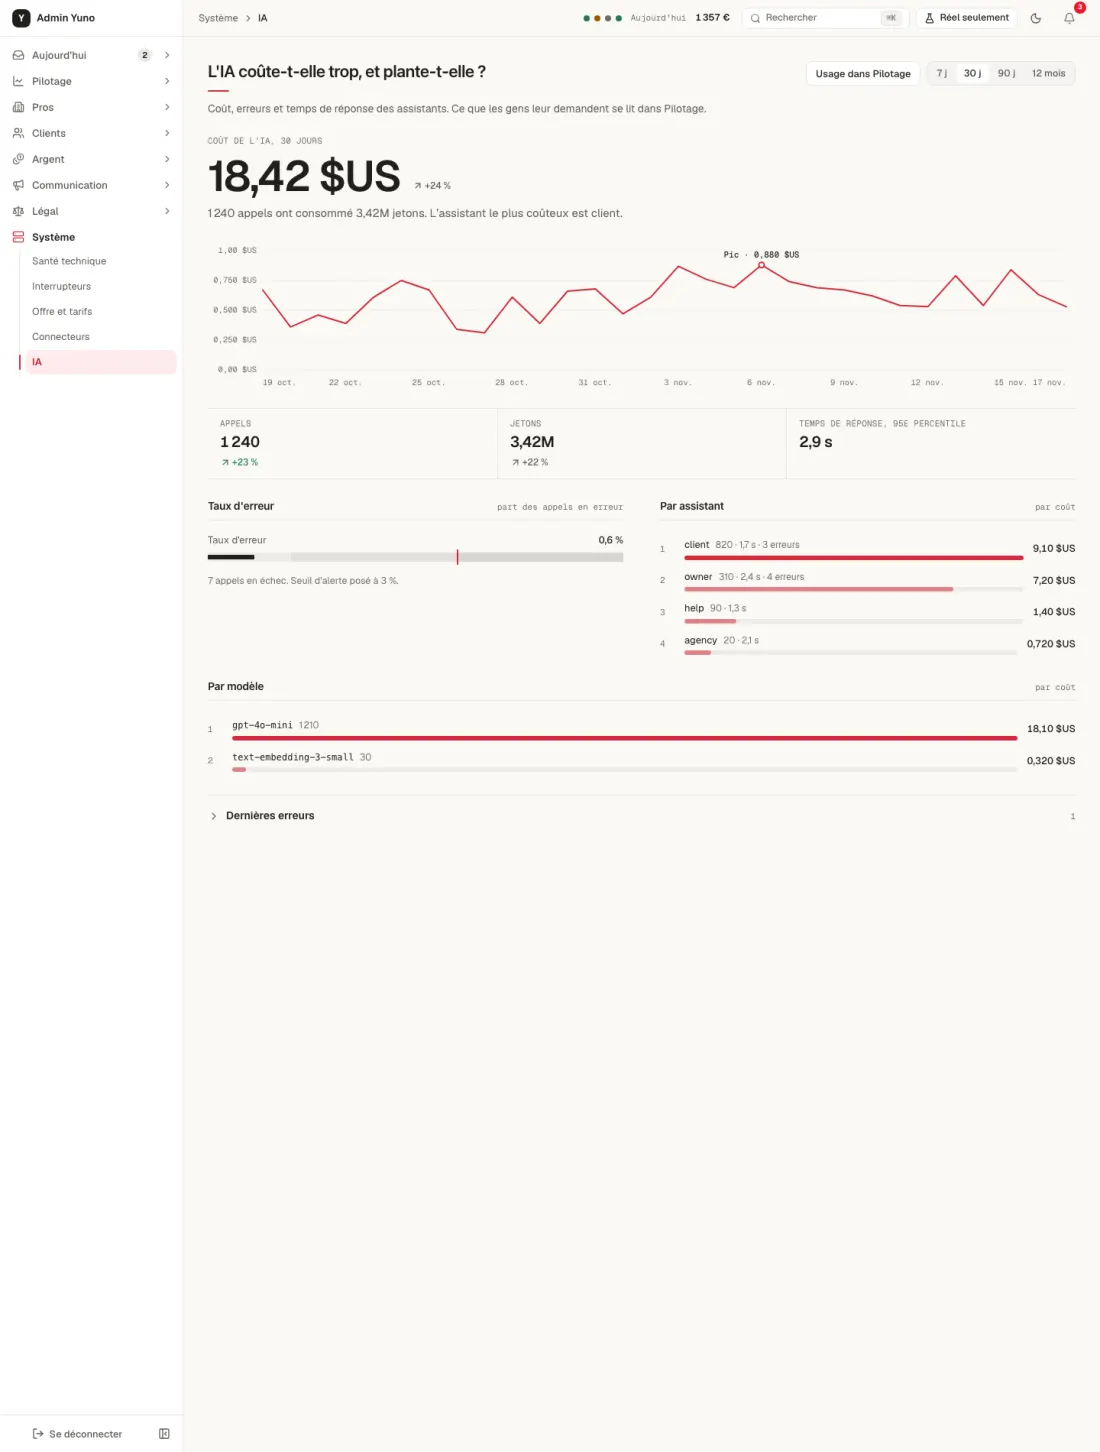 Y Admin Yuno
Système > IA
Aujourd'hui 1 357 €
Rechercher ⌘K
Réel seulement
3
Aujourd'hui 2
Pilotage
Pros
Clients
Argent
Communication
Légal
Système
Santé technique
Interrupteurs
Offre et tarifs
Connecteurs
IA
L'IA coûte-t-elle trop, et plante-t-elle ?
Usage dans Pilotage
7 j 30 j 90 j 12 mois
Coût, erreurs et temps de réponse des assistants. Ce que les gens leur demandent se lit dans Pilotage.
COÛT DE L'IA, 30 JOURS
18,42 $US ↗ +24 %
1 240 appels ont consommé 3,42M jetons. L'assistant le plus coûteux est client.
1,00 $US
0,750 $US
0,500 $US
0,250 $US
0,00 $US
Pic · 0,880 $US
19 oct. 22 oct. 25 oct. 28 oct. 31 oct. 3 nov. 6 nov. 9 nov. 12 nov. 15 nov. 17 nov.
APPELS
1 240
↗ +23 %
JETONS
3,42M
↗ +22 %
TEMPS DE RÉPONSE, 95E PERCENTILE
2,9 s
Taux d'erreur part des appels en erreur
Taux d'erreur 0,6 %
7 appels en échec. Seuil d'alerte posé à 3 %.
Par assistant par coût
1 client 820 · 1,7 s · 3 erreurs 9,10 $US
2 owner 310 · 2,4 s · 4 erreurs 7,20 $US
3 help 90 · 1,3 s 1,40 $US
4 agency 20 · 2,1 s 0,720 $US
Par modèle par coût
1 gpt-4o-mini 1 210 18,10 $US
2 text-embedding-3-small 30 0,320 $US
Dernières erreurs 1
Se déconnecter